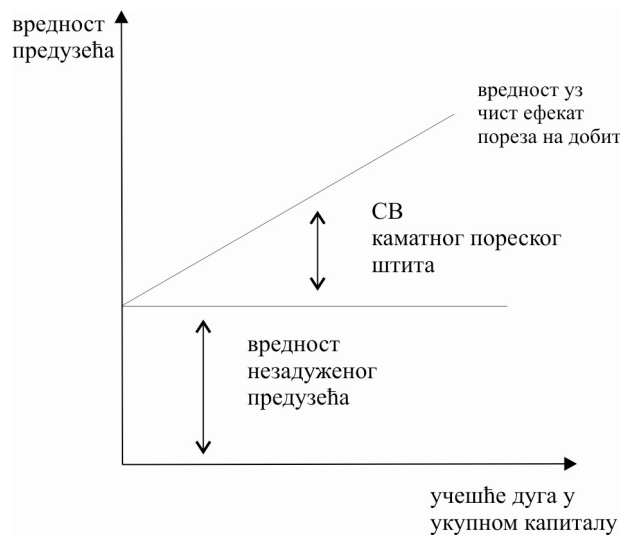 вредност
предузећа
вредност уз
чист ефекат
пореза на добит
СВ
каматног пореског
штита
вредност
незадуженог
предузећа
учешће дуга у
укупном капиталу